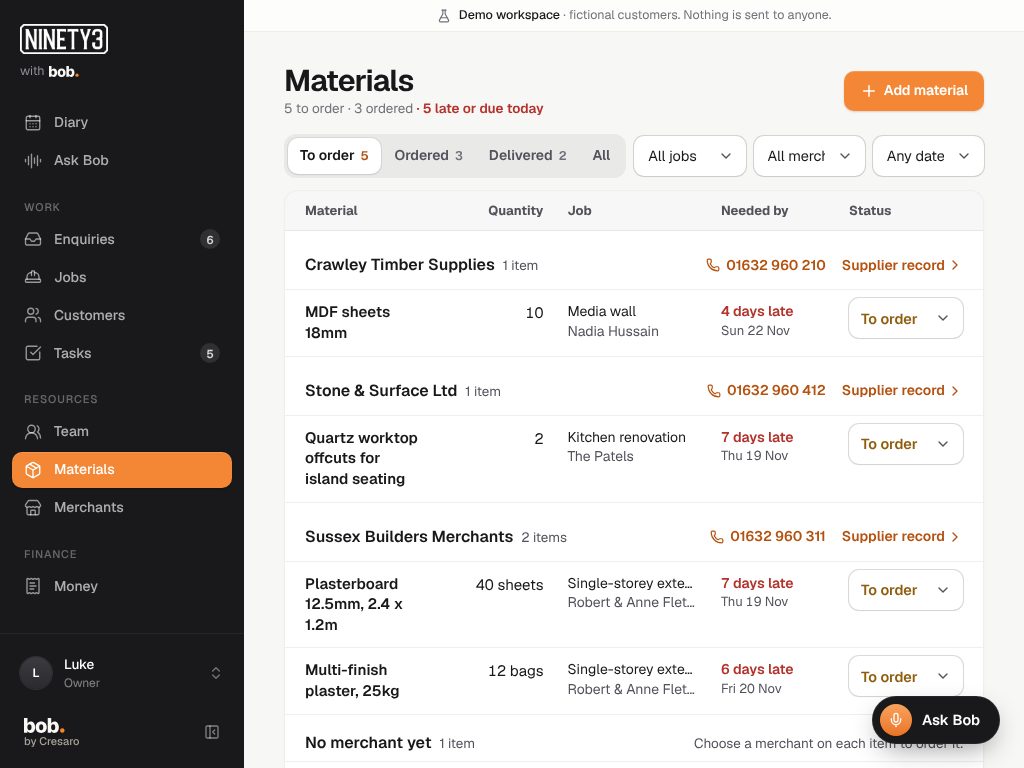 NINETY3
with bob.
Diary
Ask Bob
WORK
Enquiries 6
Jobs
Customers
Tasks 5
RESOURCES
Team
Materials
Merchants
FINANCE
Money
L
Luke
Owner
bob.
by Cresaro
Demo workspace · fictional customers. Nothing is sent to anyone.
Materials
5 to order · 3 ordered · 5 late or due today
Add material
To order 5 Ordered 3 Delivered 2 All
All jobs
All merch
Any date
Material Quantity Job Needed by Status
Crawley Timber Supplies 1 item 01632 960 210 Supplier record
MDF sheets
18mm
10
Media wall
Nadia Hussain
4 days late
Sun 22 Nov
To order
Stone & Surface Ltd 1 item 01632 960 412 Supplier record
Quartz worktop
offcuts for
island seating
2
Kitchen renovation
The Patels
7 days late
Thu 19 Nov
To order
Sussex Builders Merchants 2 items 01632 960 311 Supplier record
Plasterboard
12.5mm, 2.4 x
1.2m
40 sheets
Single-storey exte...
Robert & Anne Flet...
7 days late
Thu 19 Nov
To order
Multi-finish
plaster, 25kg
12 bags
Single-storey exte...
Robert & Anne Flet...
6 days late
Fri 20 Nov
To order
No merchant yet 1 item Choose a merchant on each item to order it.
Ask Bob